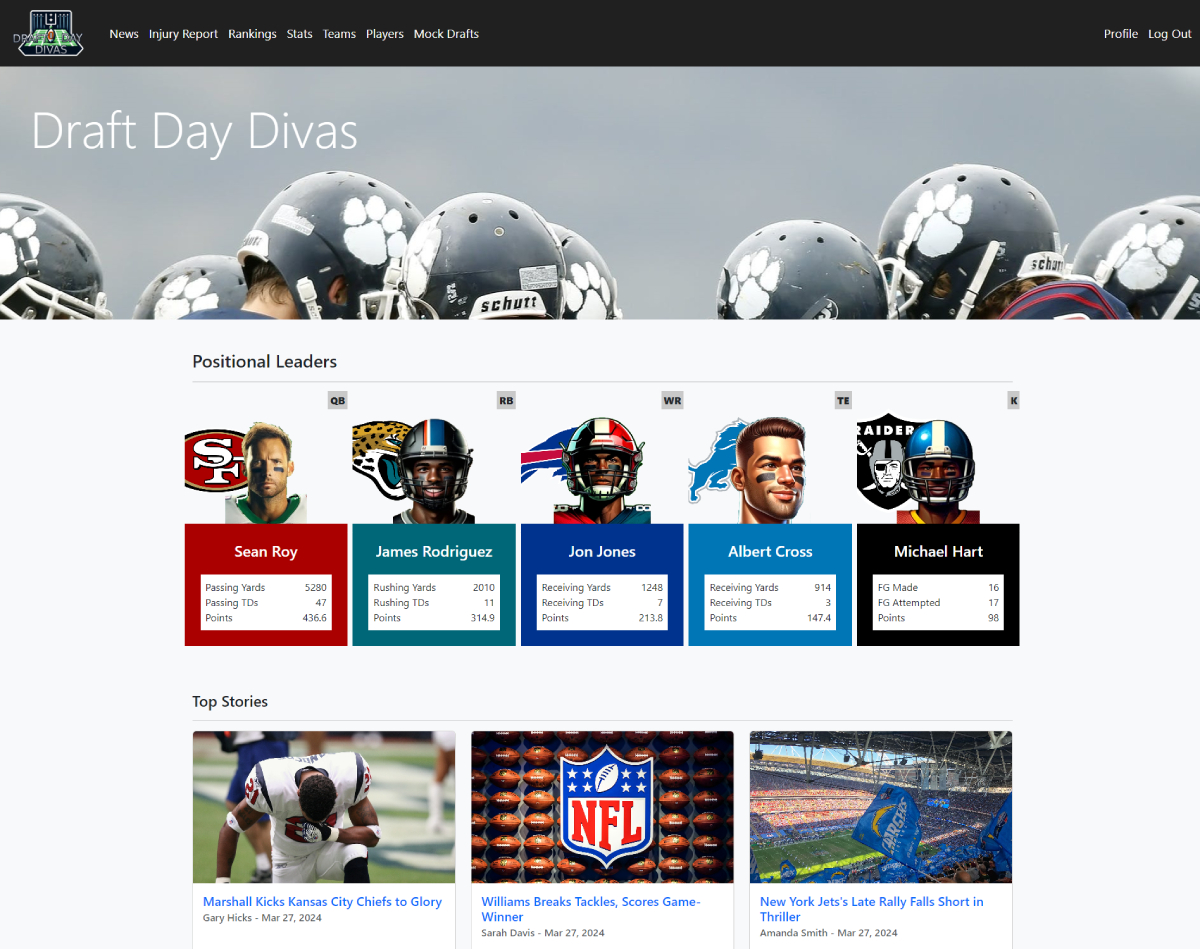 DRAFT DAY
DIVAS
News Injury Report Rankings Stats Teams Players Mock Drafts
Profile Log Out
Draft Day Divas
schutt
schutt
Positional Leaders
QB
RB
WR
TE
K
SF
RAIDERS
Sean Roy
Passing Yards 5280
Passing TDs 47
Points 436.6
James Rodriguez
Rushing Yards 2010
Rushing TDs 11
Points 314.9
Jon Jones
Receiving Yards 1248
Receiving TDs 7
Points 213.8
Albert Cross
Receiving Yards 914
Receiving TDs 3
Points 147.4
Michael Hart
FG Made 16
FG Attempted 17
Points 98
Top Stories
NFL
CHARGERS
Marshall Kicks Kansas City Chiefs to Glory
Gary Hicks - Mar 27, 2024
Williams Breaks Tackles, Scores Game-
Winner
Sarah Davis - Mar 27, 2024
New York Jets's Late Rally Falls Short in
Thriller
Amanda Smith - Mar 27, 2024